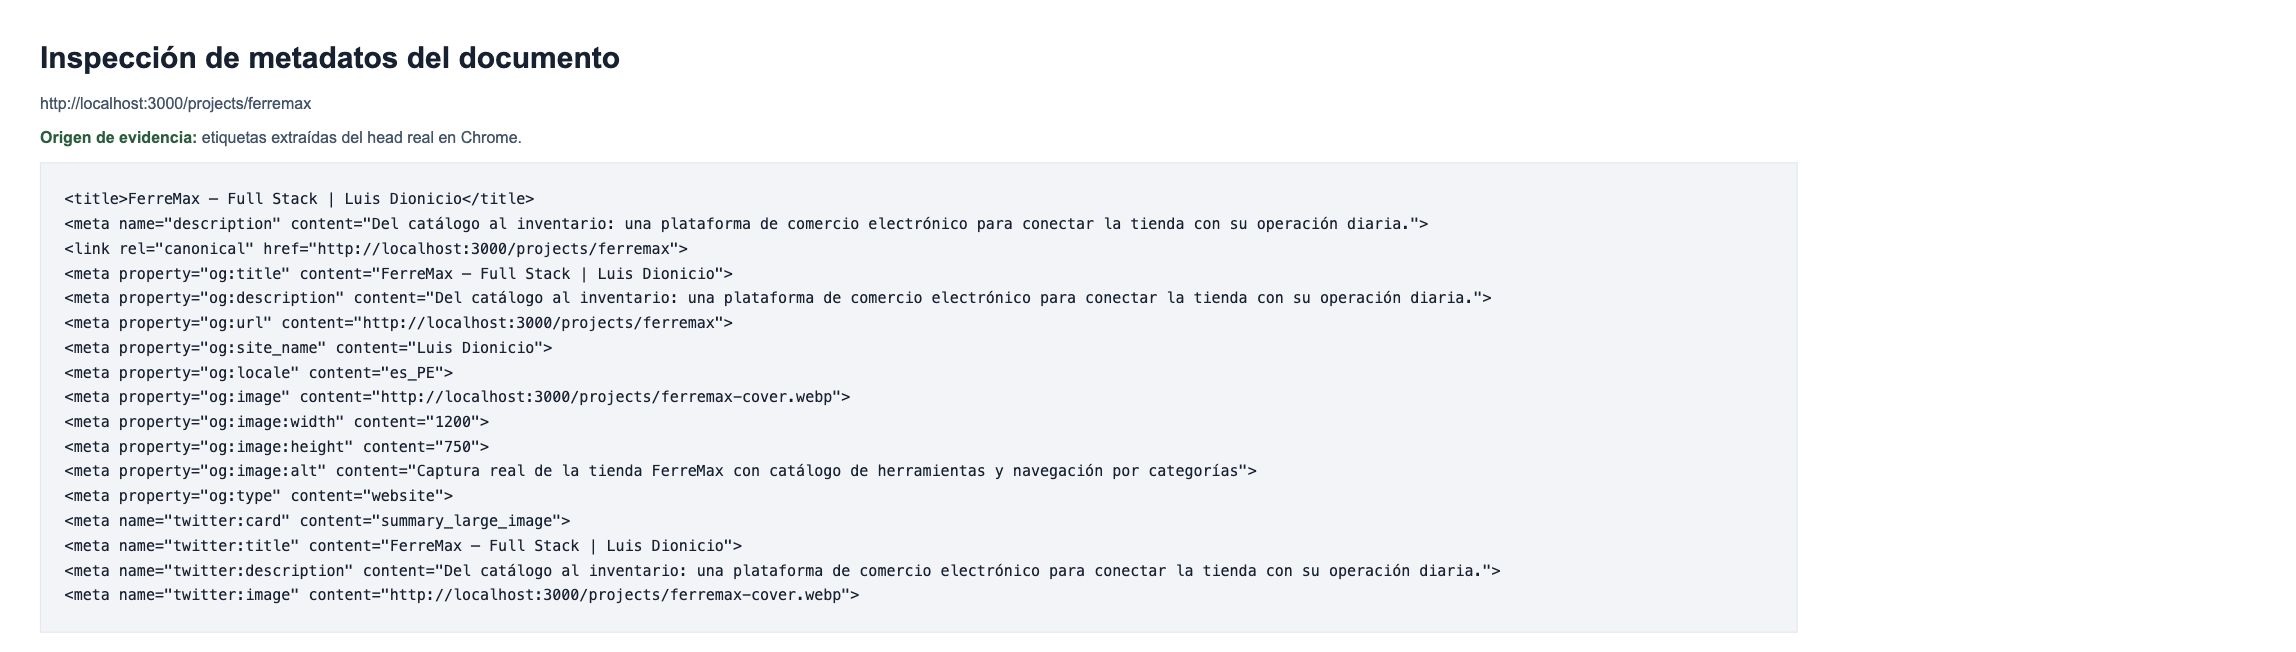 Inspección de metadatos del documento
http://localhost:3000/projects/ferremax
Origen de evidencia: etiquetas extraídas del head real en Chrome.
<title>FerreMax — Full Stack | Luis Dionicio</title>
<meta name="description" content="Del catálogo al inventario: una plataforma de comercio electrónico para conectar la tienda con su operación diaria.">
<link rel="canonical" href="http://localhost:3000/projects/ferremax">
<meta property="og:title" content="FerreMax — Full Stack | Luis Dionicio">
<meta property="og:description" content="Del catálogo al inventario: una plataforma de comercio electrónico para conectar la tienda con su operación diaria.">
<meta property="og:url" content="http://localhost:3000/projects/ferremax">
<meta property="og:site_name" content="Luis Dionicio">
<meta property="og:locale" content="es_PE">
<meta property="og:image" content="http://localhost:3000/projects/ferremax-cover.webp">
<meta property="og:image:width" content="1200">
<meta property="og:image:height" content="750">
<meta property="og:image:alt" content="Captura real de la tienda FerreMax con catálogo de herramientas y navegación por categorías">
<meta property="og:type" content="website">
<meta name="twitter:card" content="summary_large_image">
<meta name="twitter:title" content="FerreMax — Full Stack | Luis Dionicio">
<meta name="twitter:description" content="Del catálogo al inventario: una plataforma de comercio electrónico para conectar la tienda con su operación diaria.">
<meta name="twitter:image" content="http://localhost:3000/projects/ferremax-cover.webp">